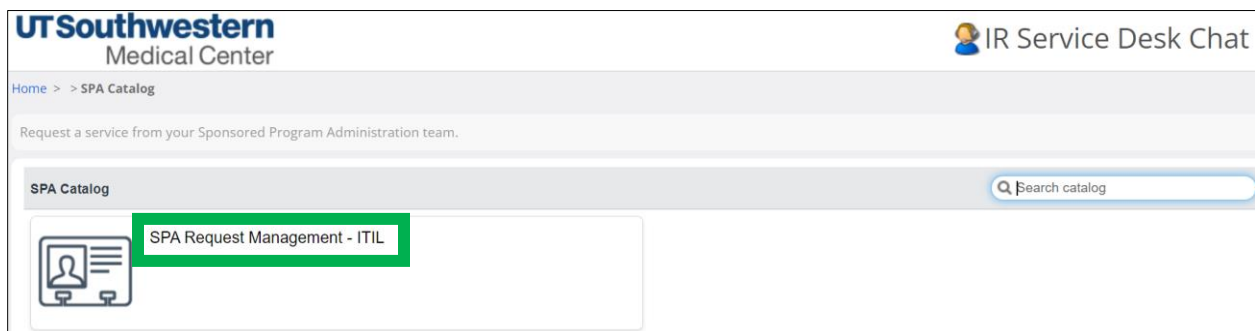 UTSouthwestern
Medical Center
IR Service Desk Chat
Home > > SPA Catalog
Request a service from your Sponsored Program Administration team.
SPA Catalog
Search catalog
SPA Request Management - ITIL